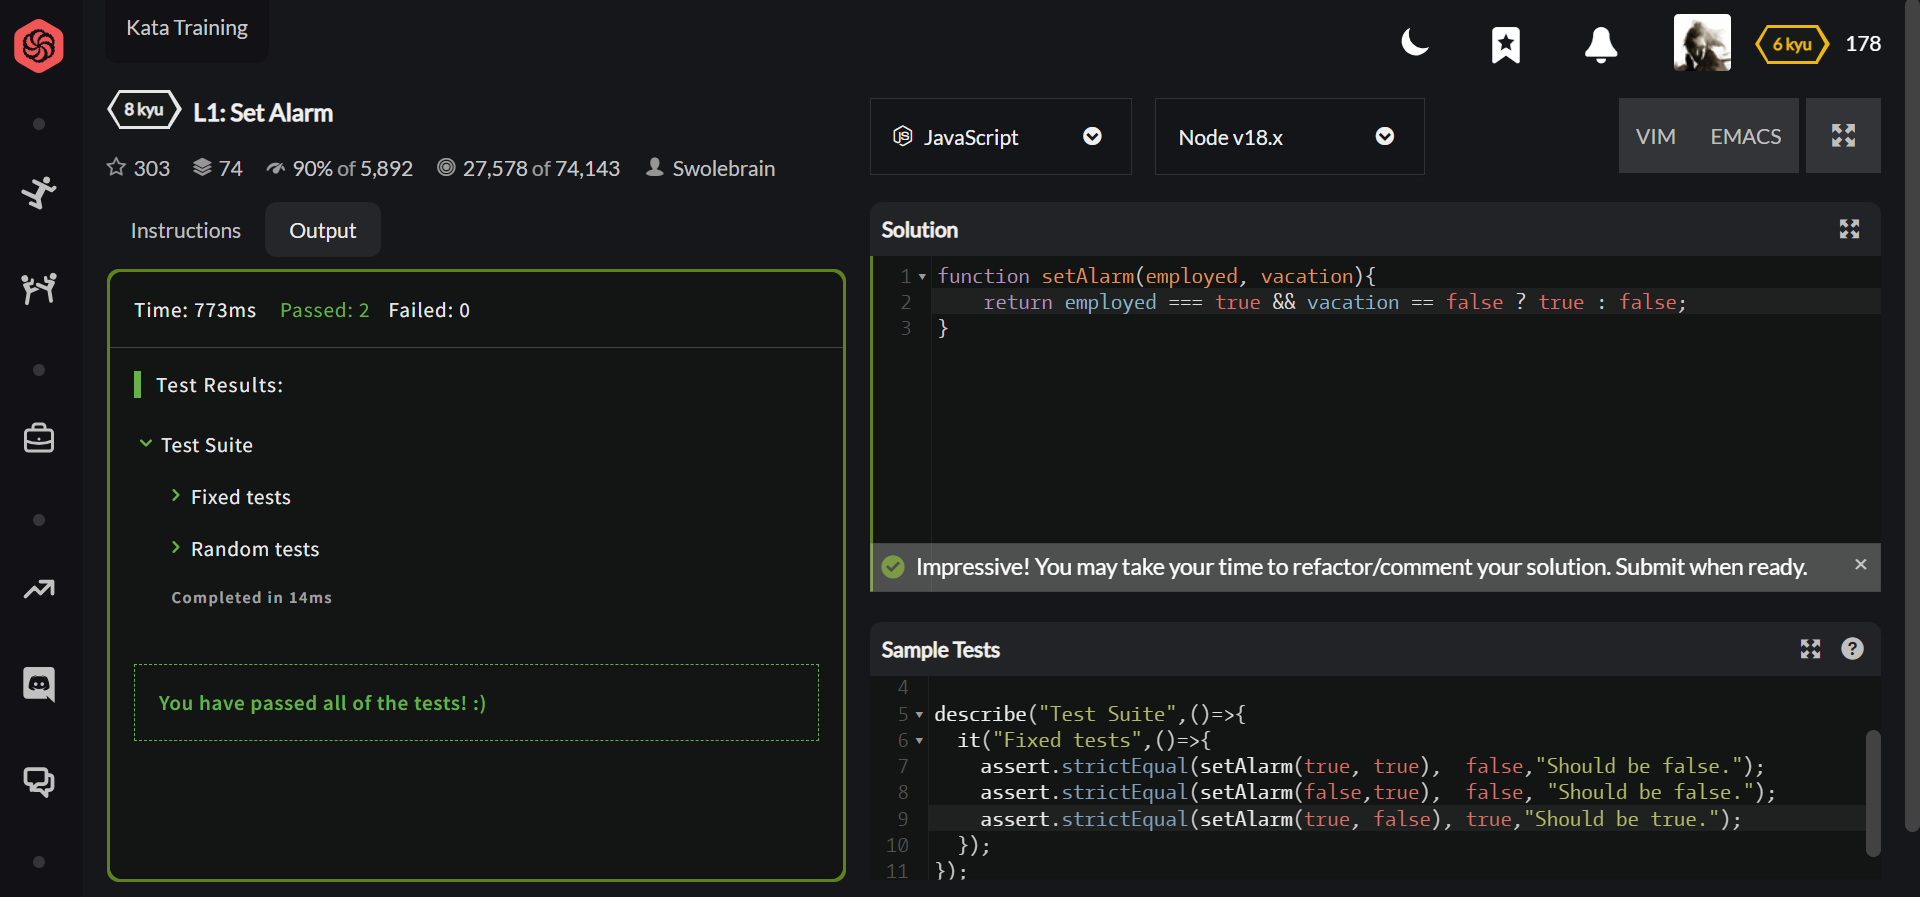 Kata Training
6 kyu 178
8 kyu L1: Set Alarm
303 74 90% of 5,892 27,578 of 74,143 Swolebrain
JavaScript
Node v18.x
VIM EMACS
Instructions Output
Time: 773ms Passed: 2 Failed: 0
Test Results:
Test Suite
Fixed tests
Random tests
Completed in 14ms
You have passed all of the tests! :)
Solution
1 function setAlarm(employed, vacation){
2 return employed === true && vacation == false ? true : false;
3 }
Impressive! You may take your time to refactor/comment your solution. Submit when ready.
Sample Tests
4
5 describe("Test Suite",()=>{
6 it("Fixed tests",()=>{
7 assert.strictEqual(setAlarm(true, true), false,"Should be false.");
8 assert.strictEqual(setAlarm(false,true), false, "Should be false.");
9 assert.strictEqual(setAlarm(true, false), true,"Should be true.");
10 });
11 });